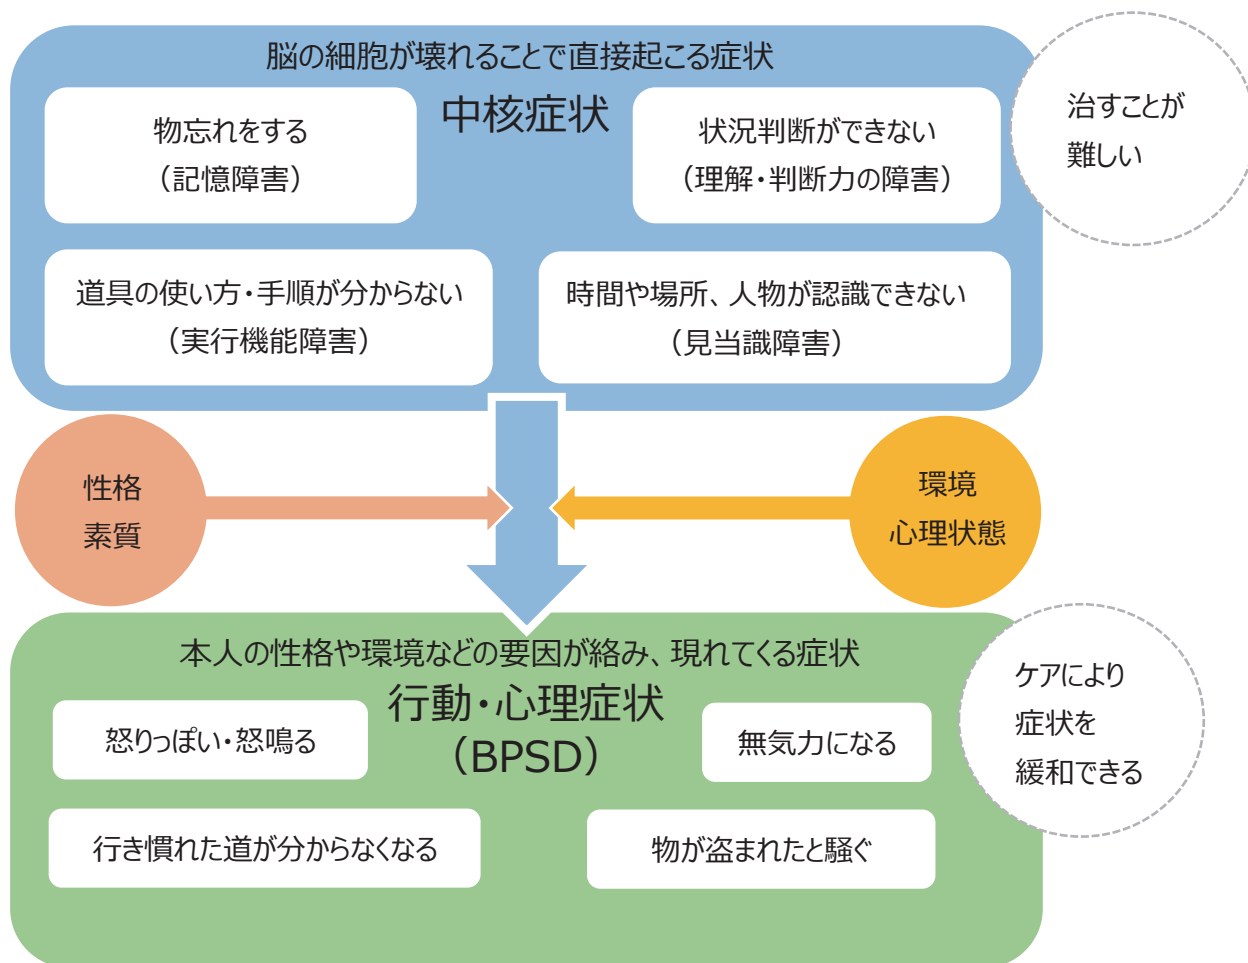 脳の細胞が壊れることで直接起こる症状
中核症状
物忘れをする
（記憶障害）
状況判断ができない
（理解・判断力の障害）
治すことが
難しい
道具の使い方・手順が分からない
（実行機能障害）
時間や場所、人物が認識できない
（見当識障害）
性格
素質
環境
心理状態
本人の性格や環境などの要因が絡み、現れてくる症状
行動・心理症状
（BPSD）
怒りっぽい・怒鳴る
無気力になる
ケアにより
症状を
緩和できる
行き慣れた道が分からなくなる
物が盗まれたと騒ぐ